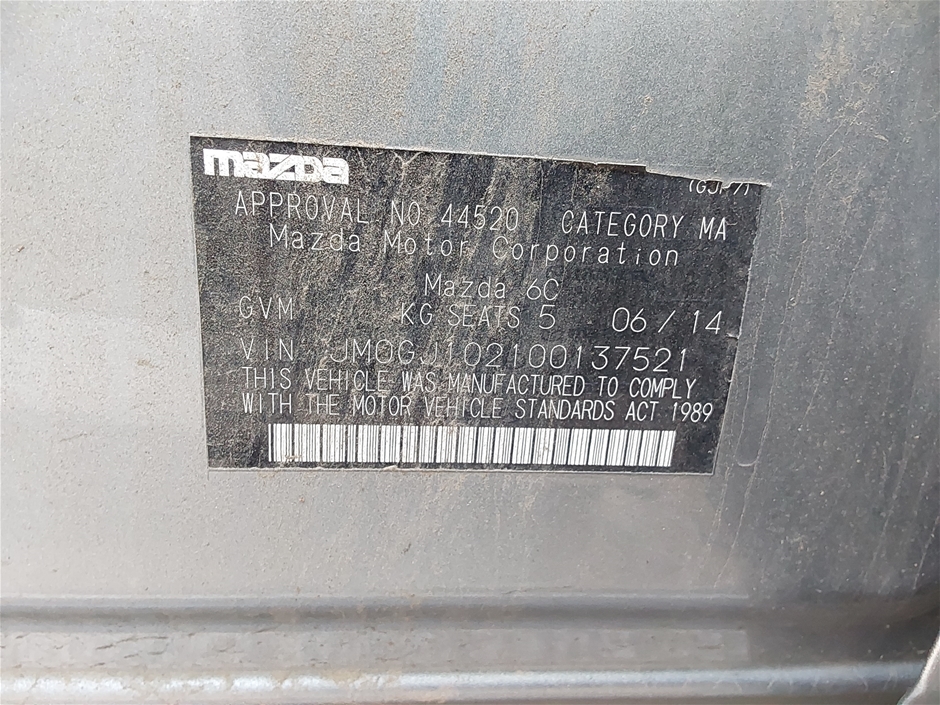 mazda
APPROVAL NO 44520 CATEGORY MA
Mazda Motor Corporation
Mazda 6C
GVM KG SEATS 5 06/14
VIN JM0GJ102100137521
THIS VEHICLE WAS MANUFACTURED TO COMPLY
WITH THE MOTOR VEHICLE STANDARDS ACT 1989